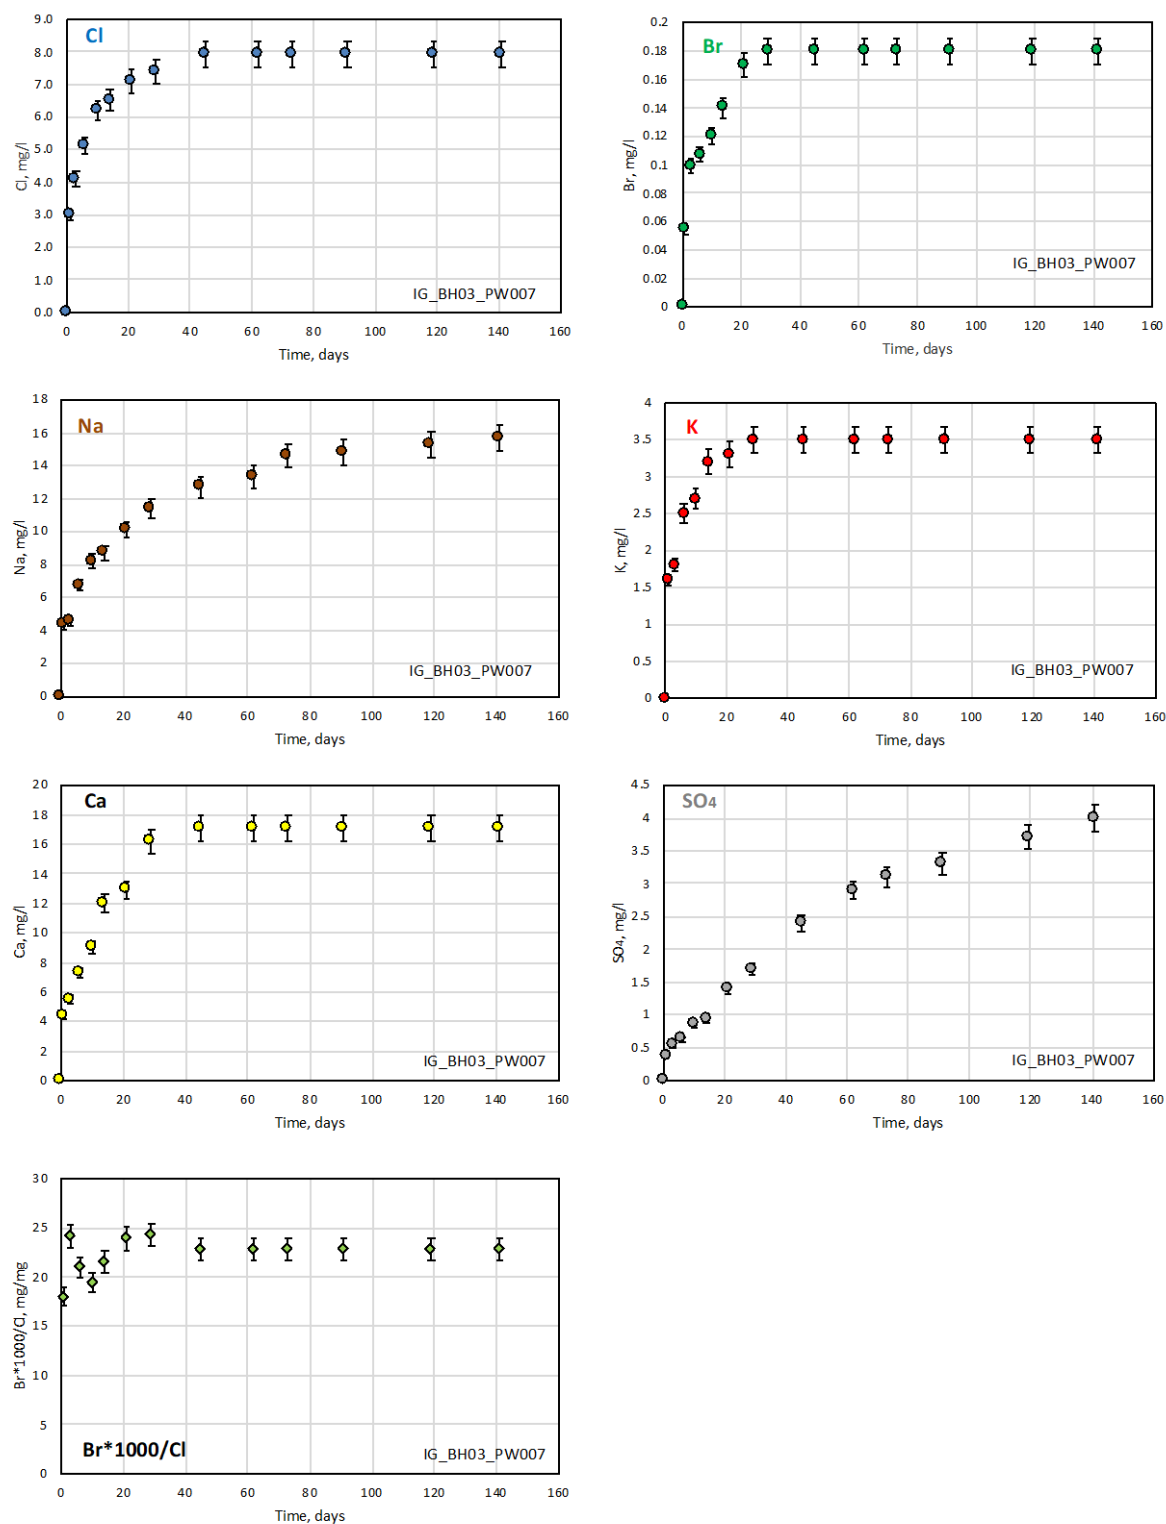 Cl
Cl, mg/l
9.0
8.0
7.0
6.0
5.0
4.0
3.0
2.0
1.0
0.0
IG_BH03_PW007
0 20 40 60 80 100 120 140 160
Time, days
Br
Br, mg/l
0.2
0.18
0.16
0.14
0.12
0.1
0.08
0.06
0.04
0.02
0
IG_BH03_PW007
0 20 40 60 80 100 120 140 160
Time, days
Na
Na, mg/l
18
16
14
12
10
8
6
4
2
0
IG_BH03_PW007
0 20 40 60 80 100 120 140 160
Time, days
K
K, mg/l
4
3.5
3
2.5
2
1.5
1
0.5
0
IG_BH03_PW007
0 20 40 60 80 100 120 140 160
Time, days
Ca
Ca, mg/l
20
18
16
14
12
10
8
6
4
2
0
IG_BH03_PW007
0 20 40 60 80 100 120 140 160
Time, days
SO₄
SO₄, mg/l
4.5
4
3.5
3
2.5
2
1.5
1
0.5
0
IG_BH03_PW007
0 20 40 60 80 100 120 140 160
Time, days
Br*1000/Cl, mg/mg
30
25
20
15
10
5
0
Br*1000/Cl
IG_BH03_PW007
0 20 40 60 80 100 120 140 160
Time, days